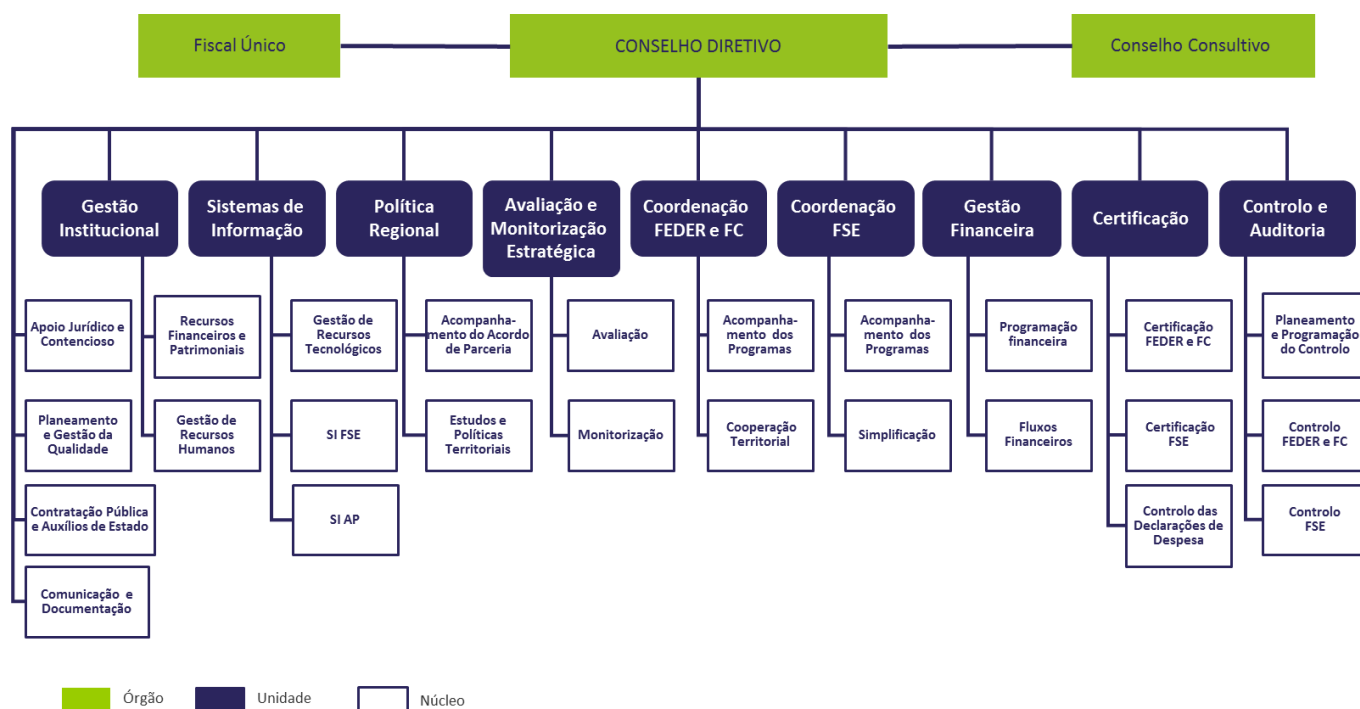 Fiscal Único
CONSELHO DIRETIVO
Conselho Consultivo
Gestão
Institucional
Sistemas de
Informação
Política
Regional
Avaliação e
Monitorização
Estratégica
Coordenação
FEDER e FC
Coordenação
FSE
Gestão
Financeira
Certificação
Controlo e
Auditoria
Apoio Jurídico e
Contencioso
Recursos
Financeiros e
Patrimoniais
Gestão de
Recursos
Tecnológicos
Acompanha-
mento do Acordo
de Parceria
Avaliação
Acompanha-
mento dos
Programas
Acompanha-
mento dos
Programas
Programação
financeira
Certificação
FEDER e FC
Planeamento
e Programação
do Controlo
Planeamento
e Gestão da
Qualidade
Gestão de
Recursos
Humanos
SI FSE
Estudos e
Políticas
Territoriais
Monitorização
Cooperação
Territorial
Simplificação
Fluxos
Financeiros
Certificação
FSE
Controlo
FEDER e FC
Contratação Pública
e Auxílios de Estado
SI AP
Controlo das
Declarações de
Despesa
Controlo
FSE
Comunicação e
Documentação
Órgão
Unidade
Núcleo